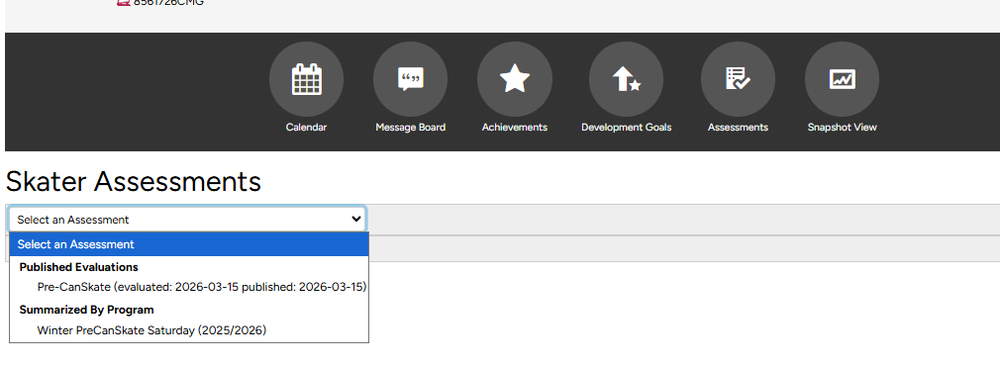 8561726CMG
Calendar
Message Board
Achievements
Development Goals
Assessments
Snapshot View
Skater Assessments
Select an Assessment
Select an Assessment
Published Evaluations
Pre-CanSkate (evaluated: 2026-03-15 published: 2026-03-15)
Summarized By Program
Winter PreCanSkate Saturday (2025/2026)